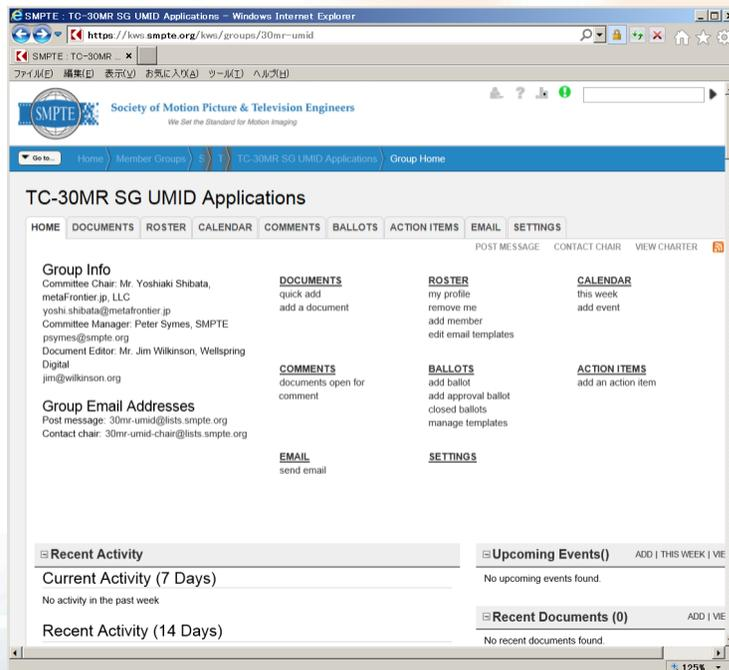 SMPTE : TC-30MR SG UMID Applications - Windows Internet Explorer
https://kws.smpte.org/kws/groups/30mr-umid
SMPTE : TC-30MR ...
ファイル(F) 編集(E) 表示(V) お気に入り(A) ツール(T) ヘルプ(H)
SMPTE
Society of Motion Picture & Television Engineers
We Set the Standard for Motion Imaging
Go to... Home Member Groups S T TC-30MR SG UMID Applications Group Home
TC-30MR SG UMID Applications
HOME DOCUMENTS ROSTER CALENDAR COMMENTS BALLOTS ACTION ITEMS EMAIL SETTINGS
POST MESSAGE CONTACT CHAIR VIEW CHARTER
Group Info
Committee Chair: Mr. Yoshiaki Shibata,
metaFrontier.jp, LLC
yoshi.shibata@metafrontier.jp
Committee Manager: Peter Symes, SMPTE
psymes@smpte.org
Document Editor: Mr. Jim Wilkinson, Wellspring
Digital
jim@wilkinson.org
Group Email Addresses
Post message: 30mr-umid@lists.smpte.org
Contact chair: 30mr-umid-chair@lists.smpte.org
DOCUMENTS
quick add
add a document
ROSTER
my profile
remove me
add member
edit email templates
CALENDAR
this week
add event
COMMENTS
documents open for
comment
BALLOTS
add ballot
add approval ballot
closed ballots
manage templates
ACTION ITEMS
add an action item
EMAIL
send email
SETTINGS
Recent Activity
Current Activity (7 Days)
No activity in the past week
Recent Activity (14 Days)
Upcoming Events() ADD | THIS WEEK | VIE
No upcoming events found.
Recent Documents (0) ADD | VIE
No recent documents found.
125%